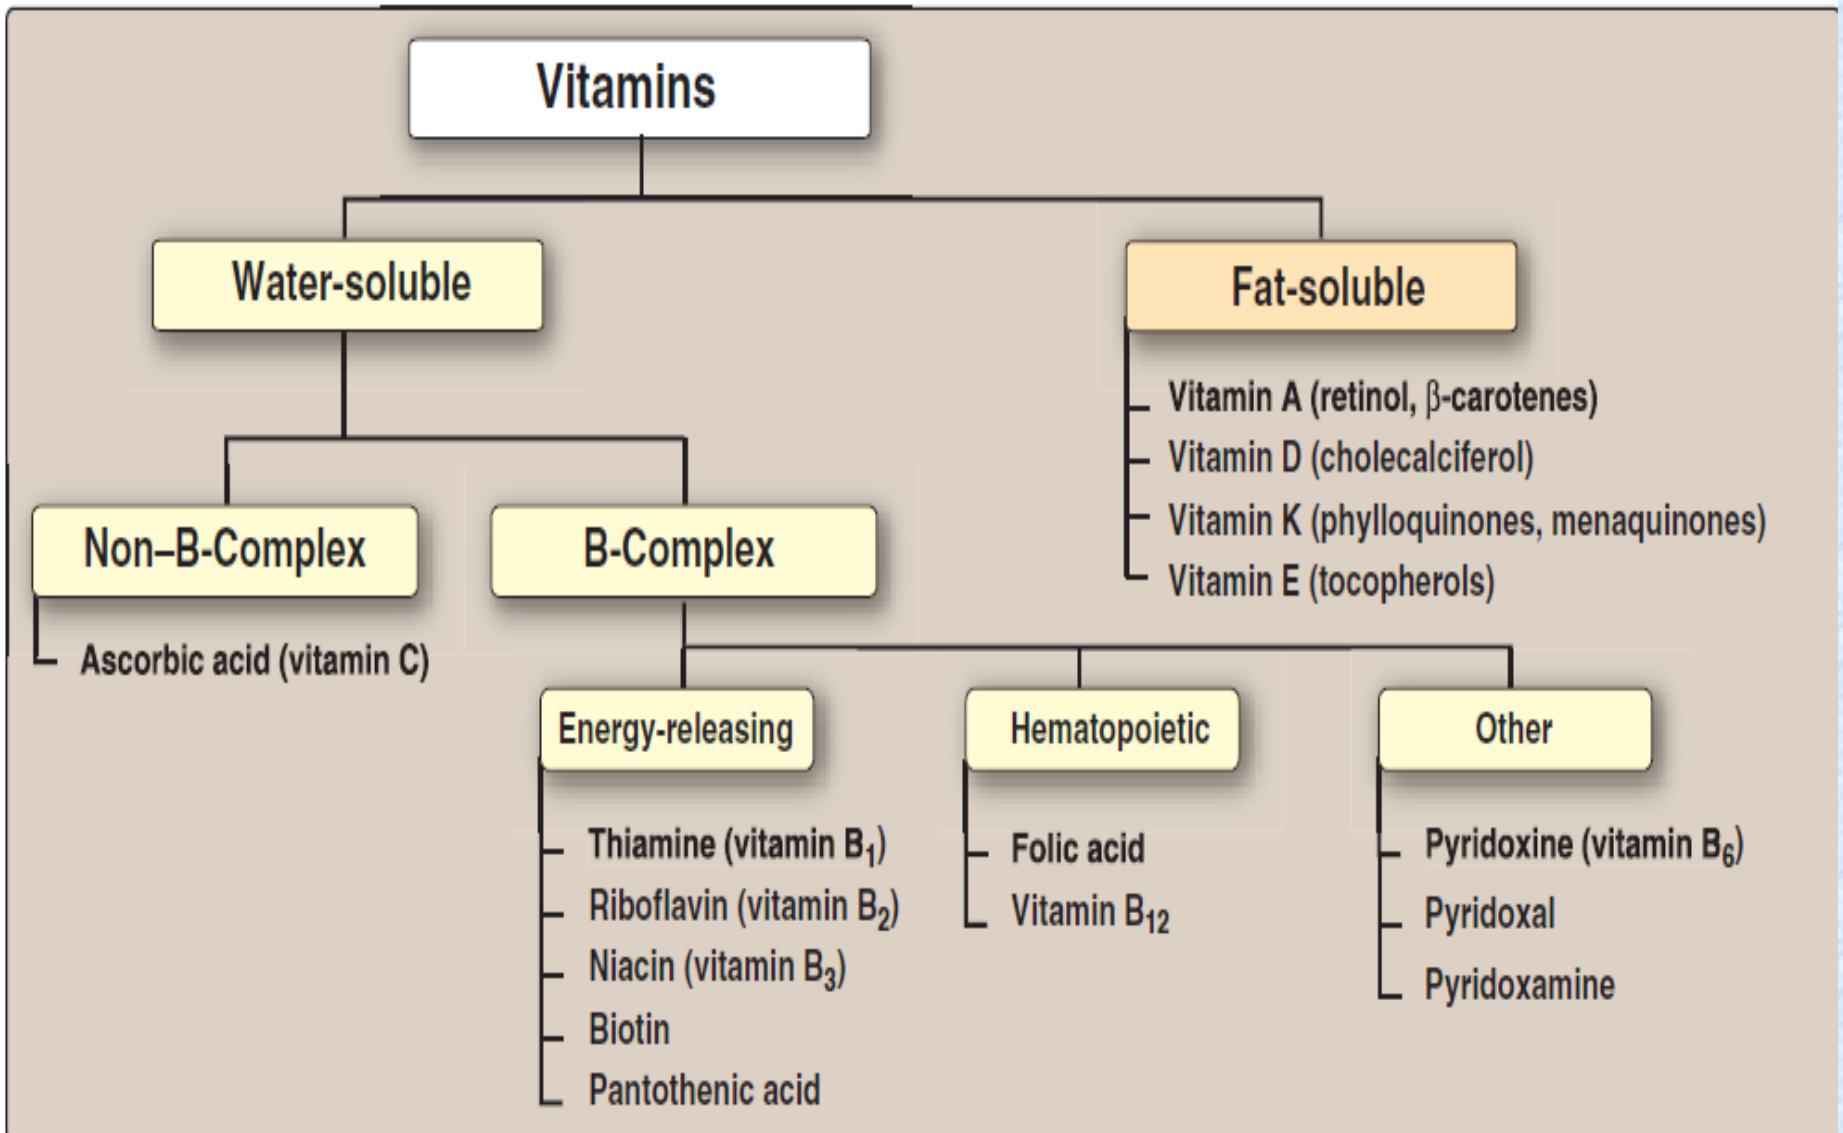 Vitamins
Water-soluble
Fat-soluble
Vitamin A (retinol, β-carotenes)
Vitamin D (cholecalciferol)
Vitamin K (phylloquinones, menaquinones)
Vitamin E (tocopherols)
Non–B-Complex
B-Complex
Ascorbic acid (vitamin C)
Energy-releasing
Hematopoietic
Other
Thiamine (vitamin B₁)
Riboflavin (vitamin B₂)
Niacin (vitamin B₃)
Biotin
Pantothenic acid
Folic acid
Vitamin B₁₂
Pyridoxine (vitamin B₆)
Pyridoxal
Pyridoxamine